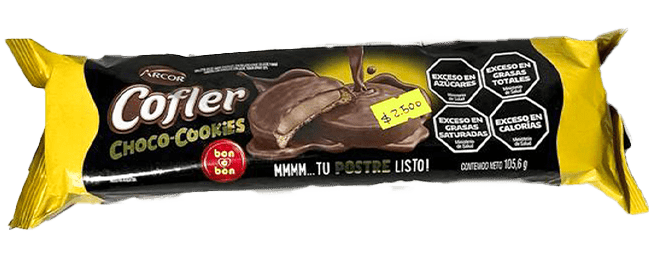 ARCOR
Cofler
CHOCO-COOKIES
bon
o
bon
MMMM...TU POSTRE LISTO!
$2.500
EXCESO EN
AZÚCARES
Ministerio
de Salud
EXCESO EN
GRASAS
TOTALES
Ministerio
de Salud
EXCESO EN
GRASAS
SATURADAS
Ministerio
de Salud
EXCESO EN
CALORÍAS
Ministerio
de Salud
CONTENIDO NETO 105,6 g